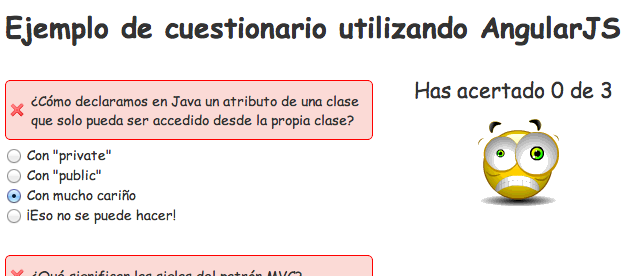 Ejemplo de cuestionario utilizando AngularJS
¿Cómo declaramos en Java un atributo de una clase
que solo pueda ser accedido desde la propia clase?
Has acertado 0 de 3
Con "private"
Con "public"
Con mucho cariño
¡Eso no se puede hacer!
¿Qué significan las siglas del patrón MVC?